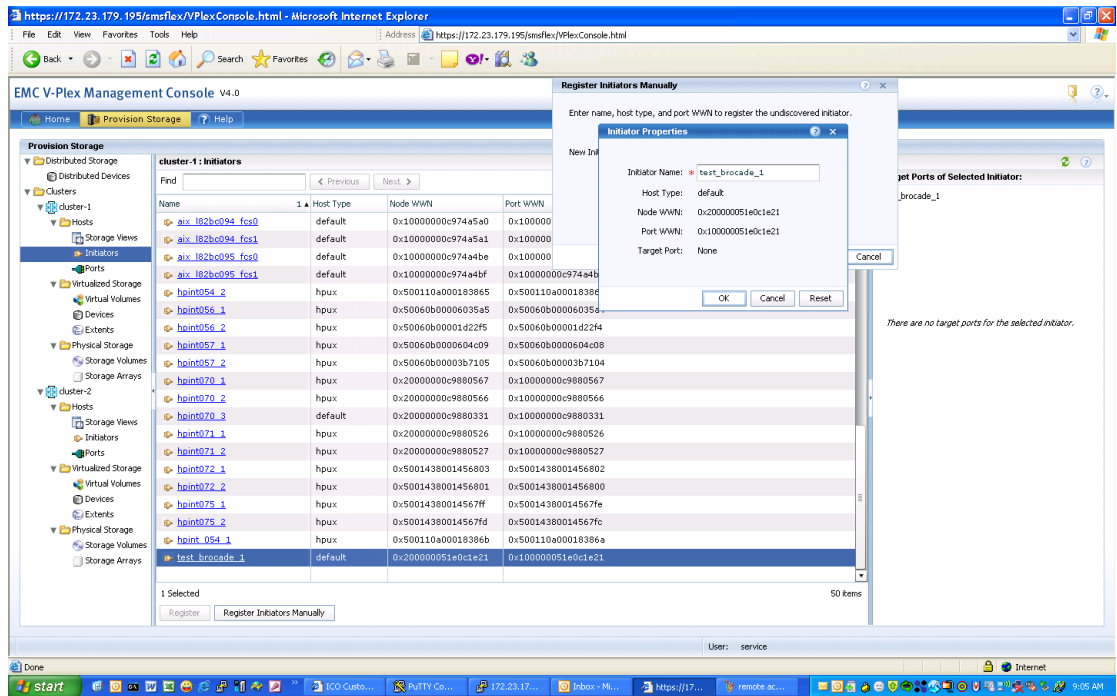 https://172.23.179.195/smsflex/VPlexConsole.html - Microsoft Internet Explorer
File Edit View Favorites Tools Help
Address https://172.23.179.195/smsflex/VPlexConsole.html
Back Search Favorites
EMC V-Plex Management Console V4.0
Home Provision Storage ? Help
Provision Storage
Distributed Storage
Distributed Devices
Clusters
cluster-1
Hosts
Storage Views
Initiators
Ports
Virtualized Storage
Virtual Volumes
Devices
Extents
Physical Storage
Storage Volumes
Storage Arrays
cluster-2
Hosts
Storage Views
Initiators
Ports
Virtualized Storage
Virtual Volumes
Devices
Extents
Physical Storage
Storage Volumes
Storage Arrays
cluster-1 : Initiators
Find < Previous Next >
Name 1 Host Type Node WWN Port WWN
aix_l82bc094_fcs0 default 0x10000000c974a5a0 0x100000
aix_l82bc094_fcs1 default 0x10000000c974a5a1 0x100000
aix_l82bc095_fcs0 default 0x10000000c974a4be 0x100000
aix_l82bc095_fcs1 default 0x10000000c974a4bf 0x10000000c974a4b
hpint054_2 hpux 0x500110a000183865 0x500110a00018386
hpint056_1 hpux 0x50060b00006035a5 0x50060b00006035a
hpint056_2 hpux 0x50060b00001d22f5 0x50060b00001d22f4
hpint057_1 hpux 0x50060b0000604c09 0x50060b0000604c08
hpint057_2 hpux 0x50060b00003b7105 0x50060b00003b7104
hpint070_1 hpux 0x20000000c9880567 0x10000000c9880567
hpint070_2 hpux 0x20000000c9880566 0x10000000c9880566
hpint070_3 default 0x20000000c9880331 0x10000000c9880331
hpint071_1 hpux 0x20000000c9880526 0x10000000c9880526
hpint071_2 hpux 0x20000000c9880527 0x10000000c9880527
hpint072_1 hpux 0x5001438001456803 0x5001438001456802
hpint072_2 hpux 0x5001438001456801 0x5001438001456800
hpint075_1 hpux 0x50014380014567ff 0x50014380014567fe
hpint075_2 hpux 0x50014380014567fd 0x50014380014567fc
hpint_054_1 hpux 0x500110a00018386b 0x500110a00018386a
test_brocade_1 default 0x200000051e0c1e21 0x100000051e0c1e21
1 Selected 50 items
Register Register Initiators Manually
Register Initiators Manually
Enter name, host type, and port WWN to register the undiscovered initiator.
New Ini
Cancel
Initiator Properties
Initiator Name: * test_brocade_1
Host Type: default
Node WWN: 0x200000051e0c1e21
Port WWN: 0x100000051e0c1e21
Target Port: None
OK Cancel Reset
get Ports of Selected Initiator:
_brocade_1
There are no target ports for the selected initiator.
User: service
Done Internet
start ICO Custo... PuTTY Co... 172.23.17... Inbox - Mi... https://17... remote ac... 9:05 AM